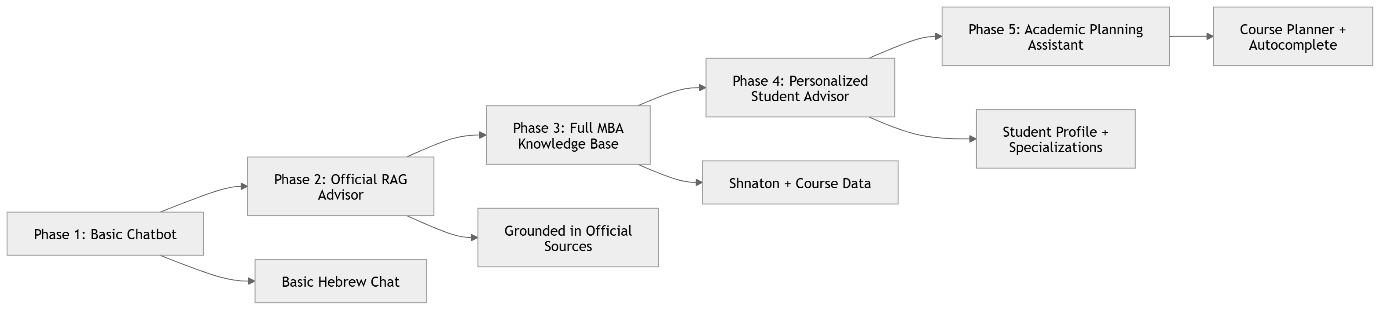 Phase 1: Basic Chatbot
Basic Hebrew Chat
Phase 2: Official RAG
Advisor
Grounded in Official
Sources
Phase 3: Full MBA
Knowledge Base
Shnaton + Course Data
Phase 4: Personalized
Student Advisor
Student Profile +
Specializations
Phase 5: Academic Planning
Assistant
Course Planner +
Autocomplete